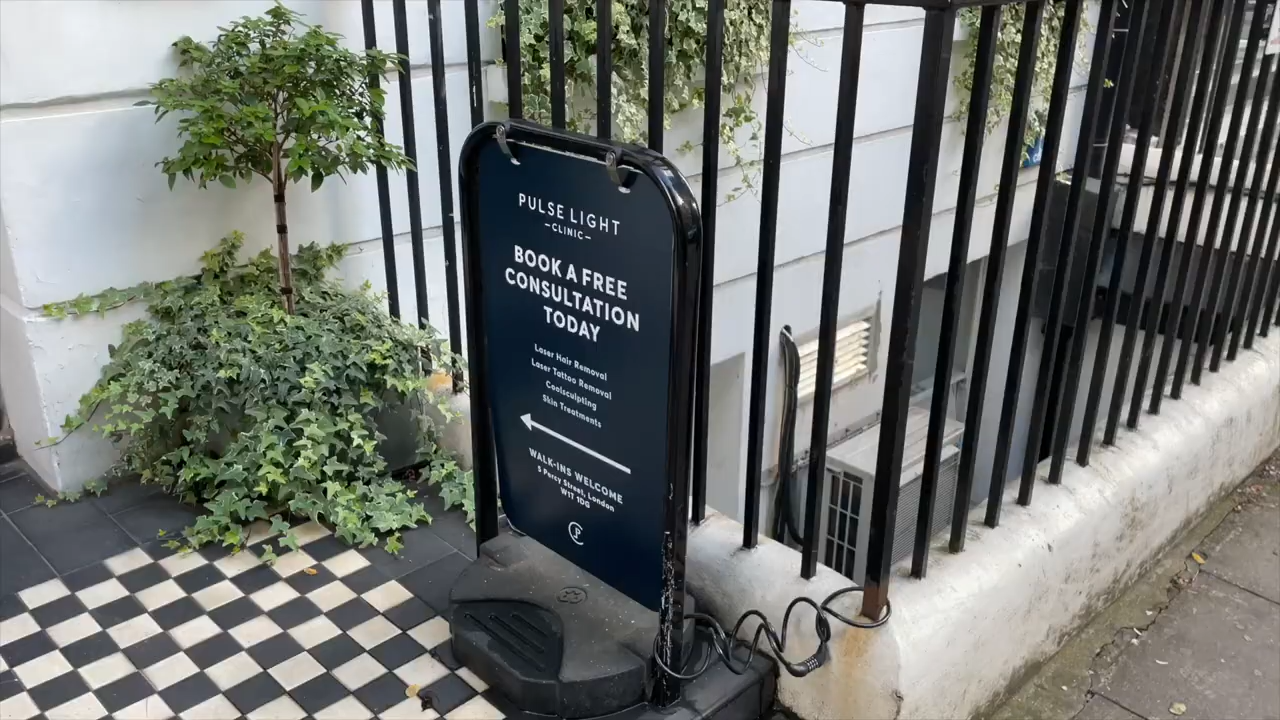 PULSE LIGHT
–CLINIC–
BOOK A FREE
CONSULTATION
TODAY
Laser Hair Removal
Laser Tattoo Removal
Coolsculpting
Skin Treatments
WALK-INS WELCOME
5 Percy Street, London
W1T 1DG